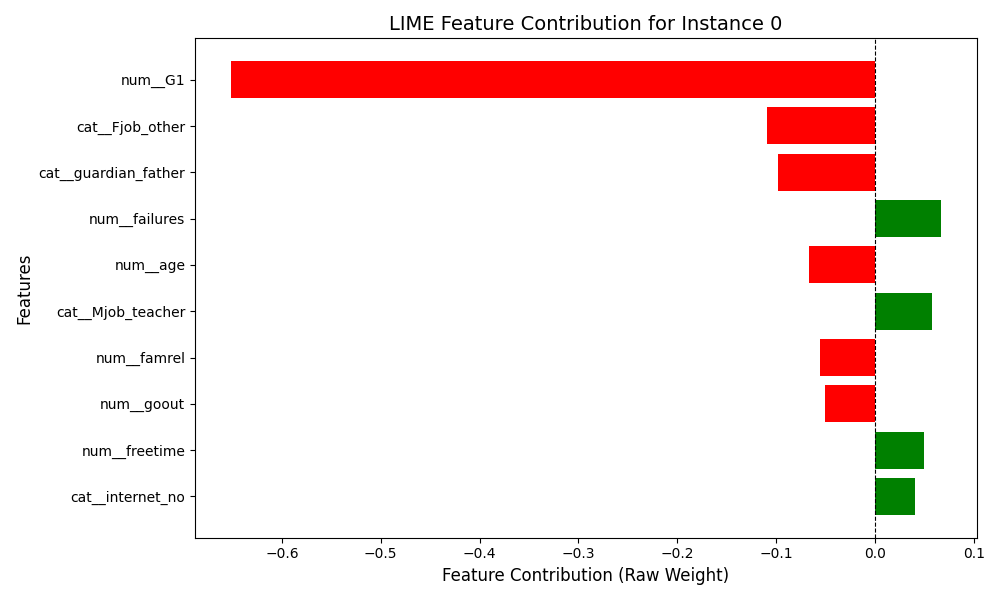 LIME Feature Contribution for Instance 0
Features
num__G1
cat__Fjob_other
cat__guardian_father
num__failures
num__age
cat__Mjob_teacher
num__famrel
num__goout
num__freetime
cat__internet_no
−0.6 −0.5 −0.4 −0.3 −0.2 −0.1 0.0 0.1
Feature Contribution (Raw Weight)